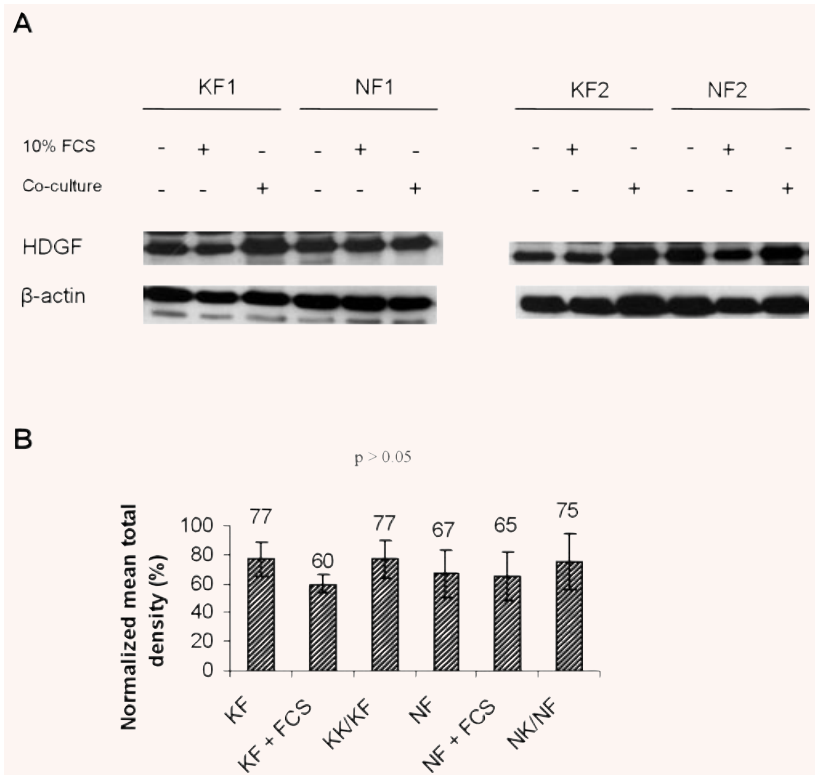 A
KF1 NF1 KF2 NF2
10% FCS - + - - + - - + - - + -
Co-culture - - + - - + - - + - - +
HDGF
β-actin
B
p > 0.05
Normalized mean total
density (%)
100
80
60
40
20
0
77 60 77 67 65 75
KF KF + FCS KK/KF NF NF + FCS NK/NF